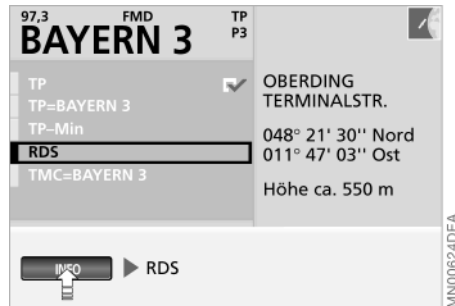 97,3 FMD TP
BAYERN 3 P3
TP
TP=BAYERN 3
TP–Min
RDS
TMC=BAYERN 3
OBERDING
TERMINALSTR.
048° 21' 30'' Nord
011° 47' 03'' Ost
Höhe ca. 550 m
INFO RDS
MN00624DEA